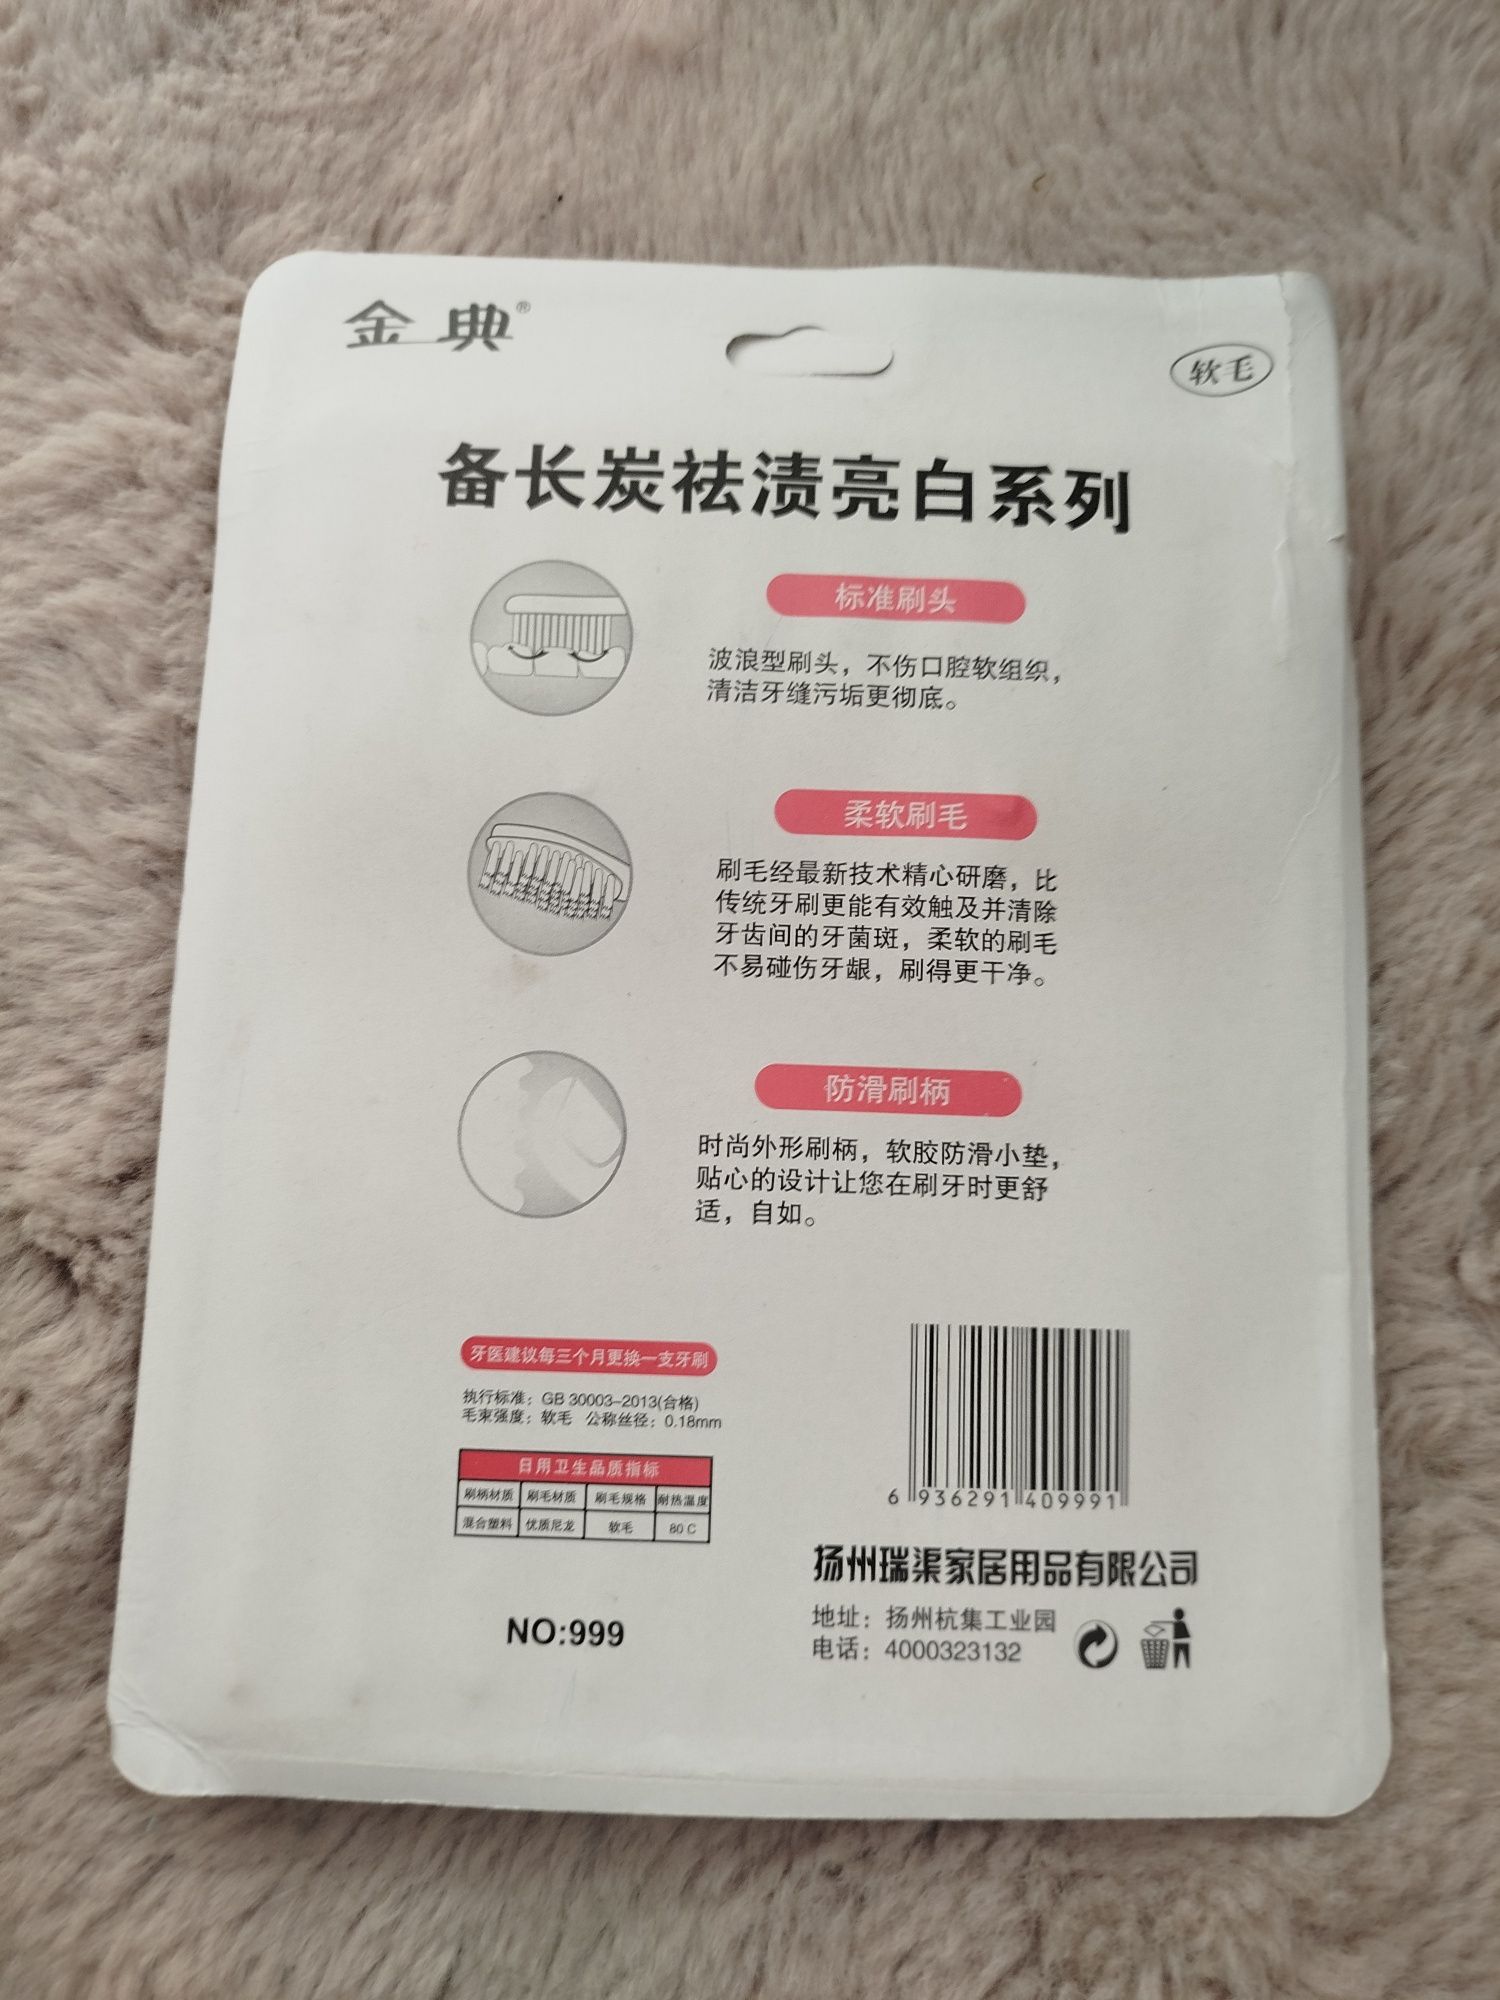 金典®
软毛
备长炭祛渍亮白系列
标准刷头
波浪型刷头，不伤口腔软组织，
清洁牙缝污垢更彻底。
柔软刷毛
刷毛经最新技术精心研磨，比
传统牙刷更能有效触及并清除
牙齿间的牙菌斑，柔软的刷毛
不易碰伤牙龈，刷得更干净。
防滑刷柄
时尚外形刷柄，软胶防滑小垫，
贴心的设计让您在刷牙时更舒
适，自如。
牙医建议每三个月更换一支牙刷
执行标准：GB 30003-2013(合格)
毛束强度：软毛 公称丝径：0.18mm
日用卫生品质指标
刷柄材质 刷毛材质 刷毛规格 耐热温度
混合塑料 优质尼龙 软毛 80 C
NO:999
6 936291 409991
扬州瑞渠家居用品有限公司
地址：扬州杭集工业园
电话：4000323132